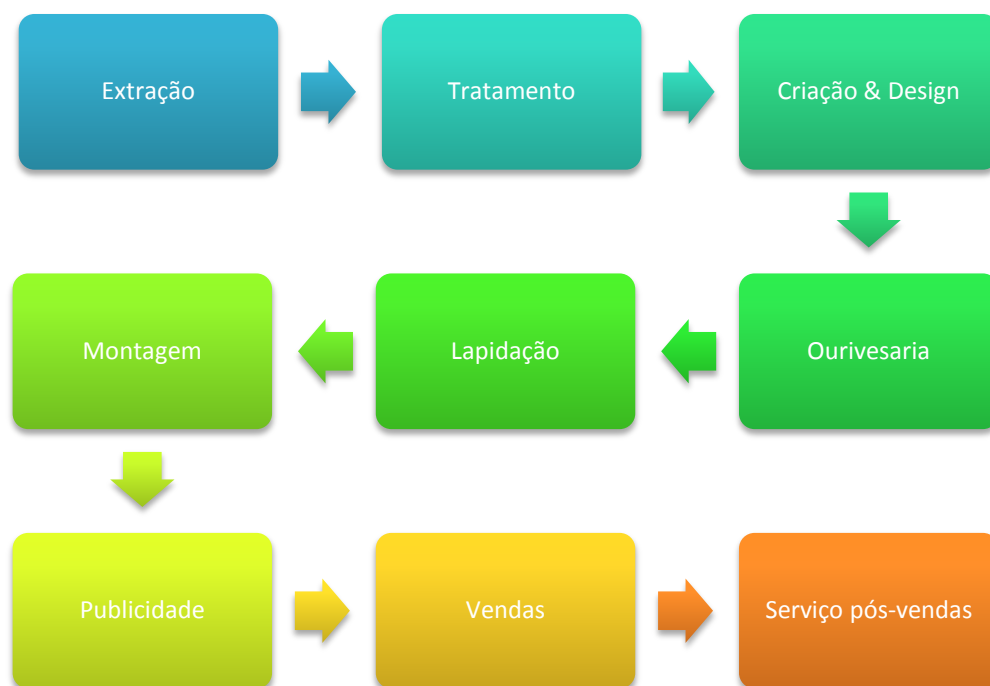 Extração
Tratamento
Criação & Design
Montagem
Lapidação
Ourivesaria
Publicidade
Vendas
Serviço pós-vendas